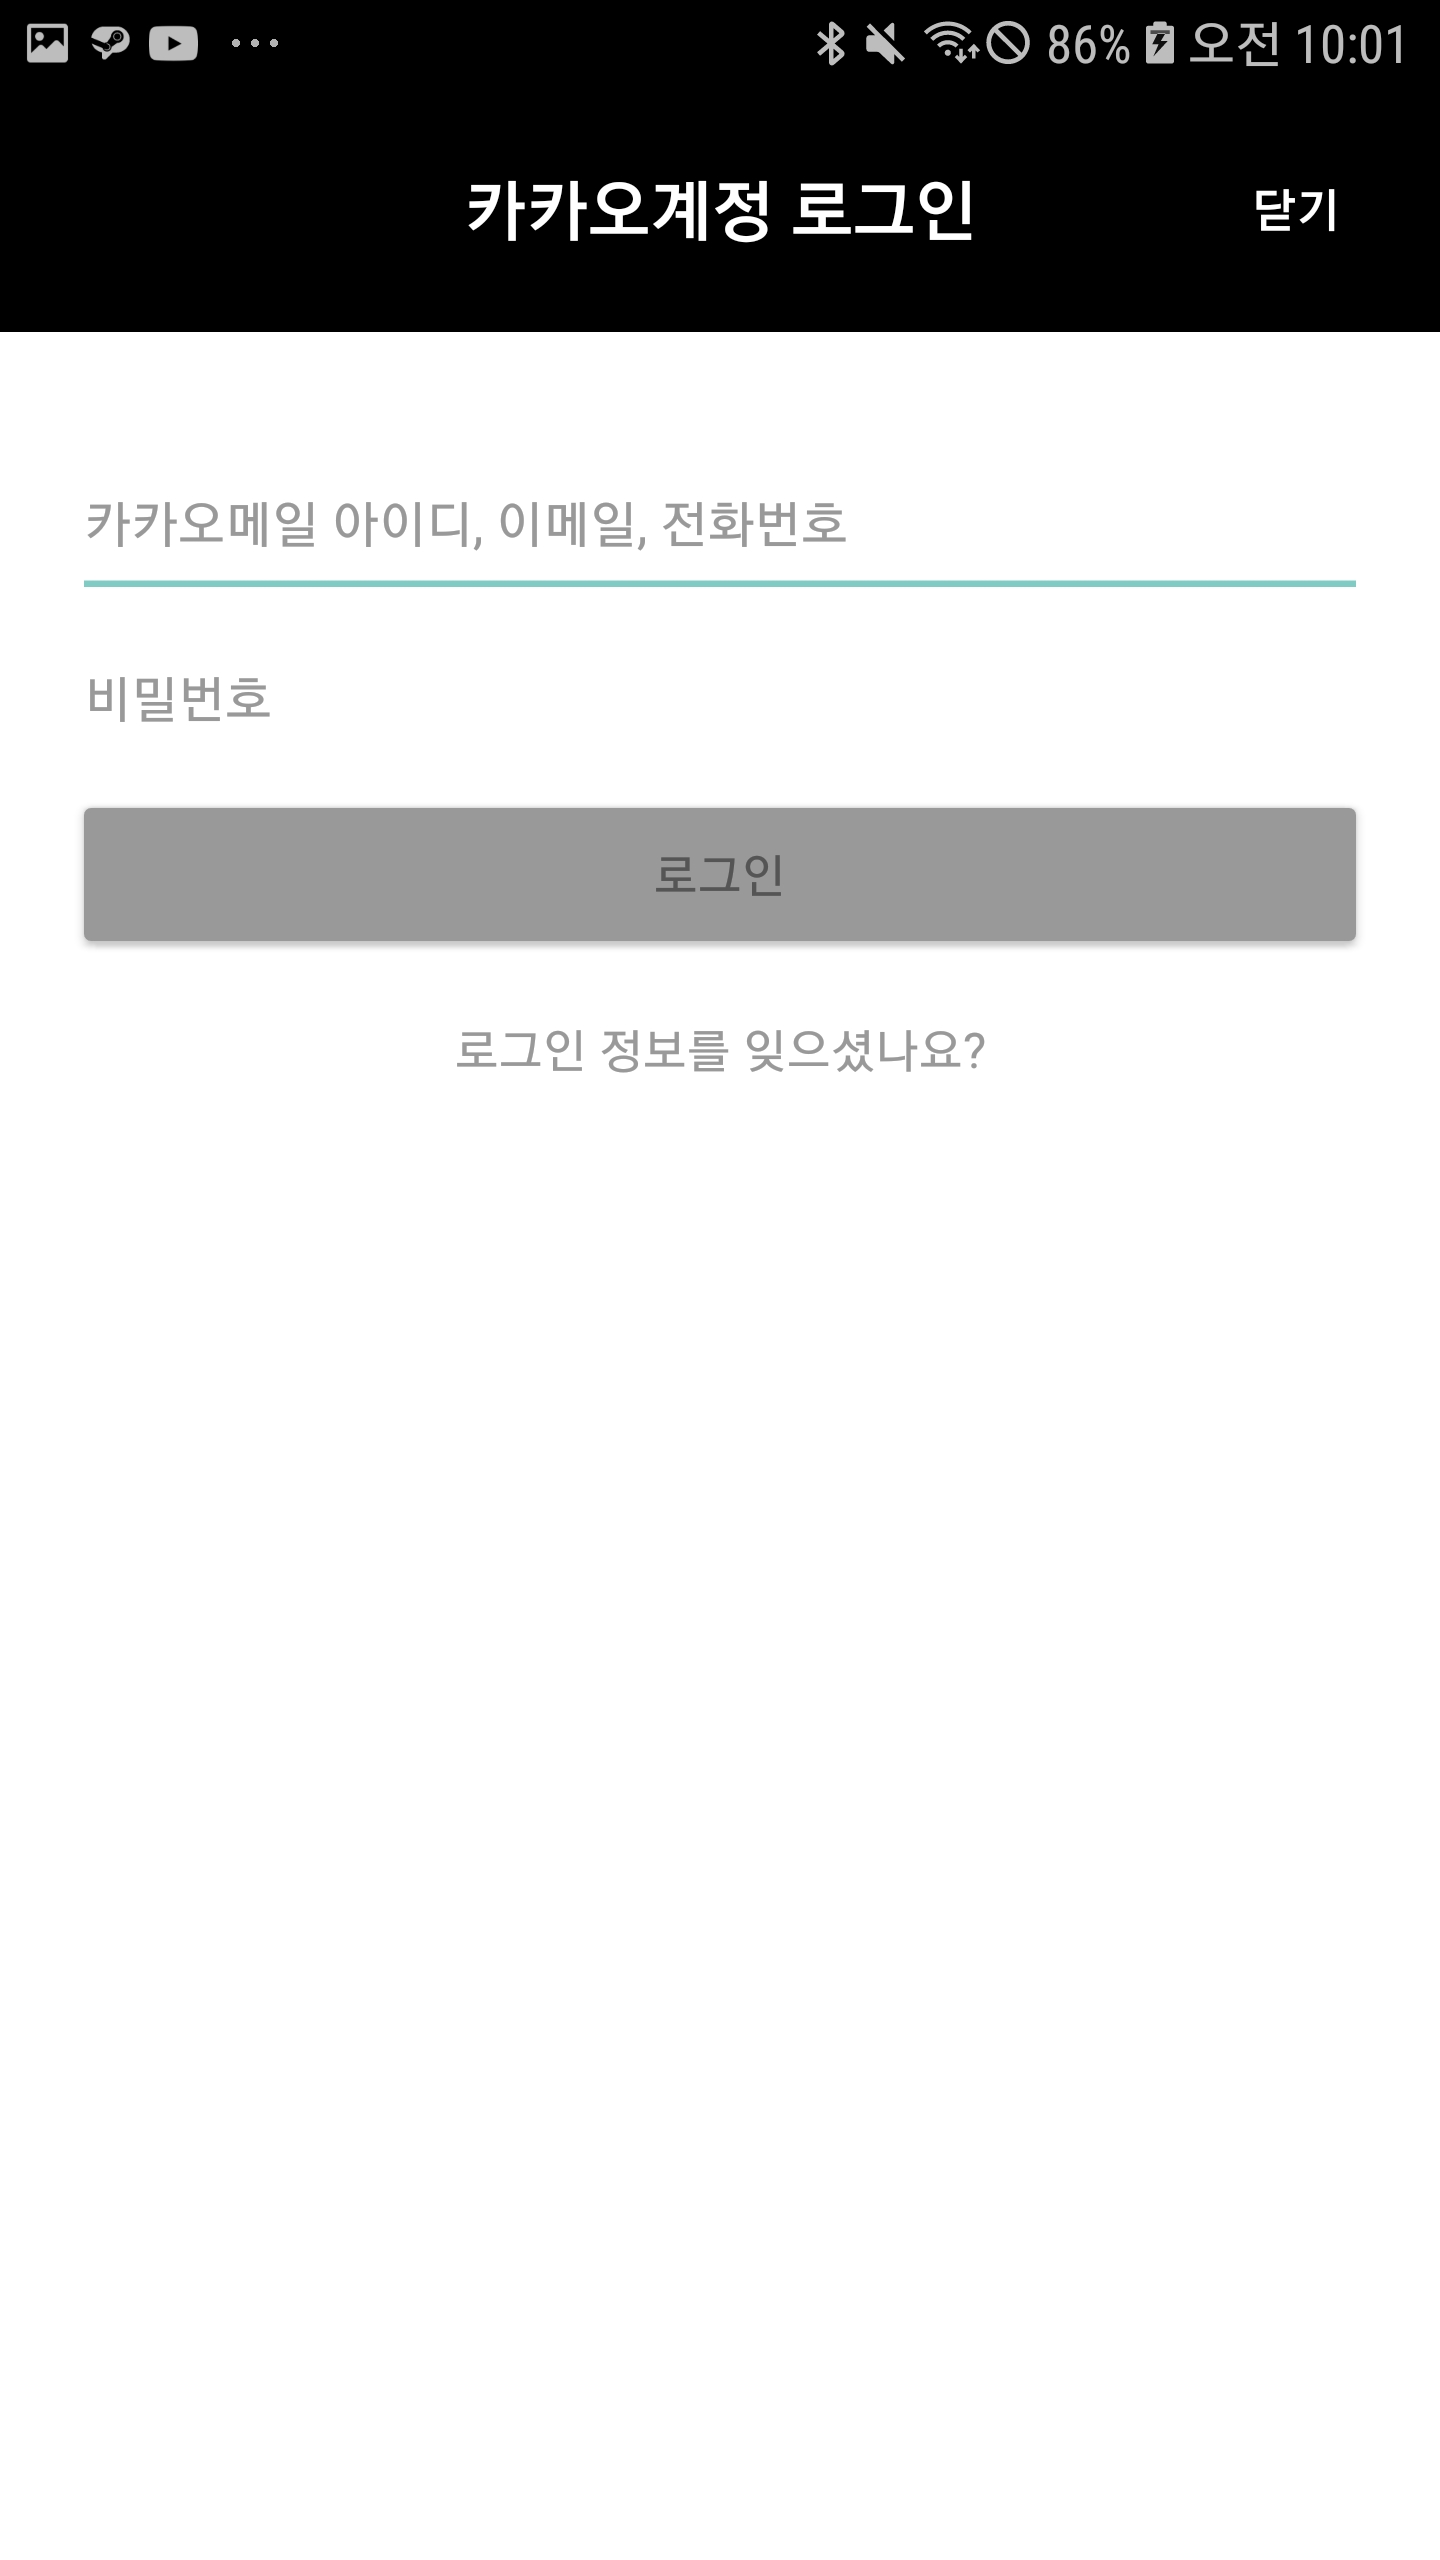 86% 오전 10:01
카카오계정 로그인 닫기
카카오메일 아이디, 이메일, 전화번호
비밀번호
로그인
로그인 정보를 잊으셨나요?